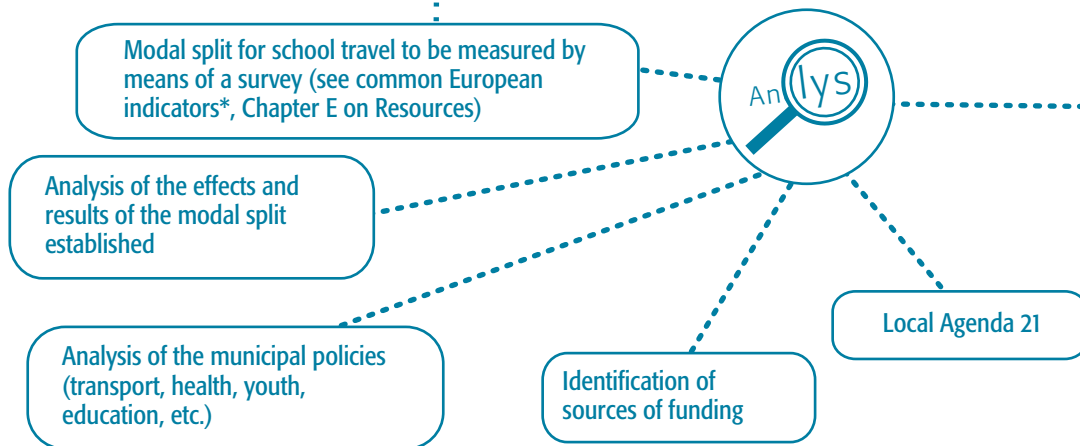 Modal split for school travel to be measured by
means of a survey (see common European
indicators*, Chapter E on Resources)
An lys
Analysis of the effects and
results of the modal split
established
Local Agenda 21
Analysis of the municipal policies
(transport, health, youth,
education, etc.)
Identification of
sources of funding